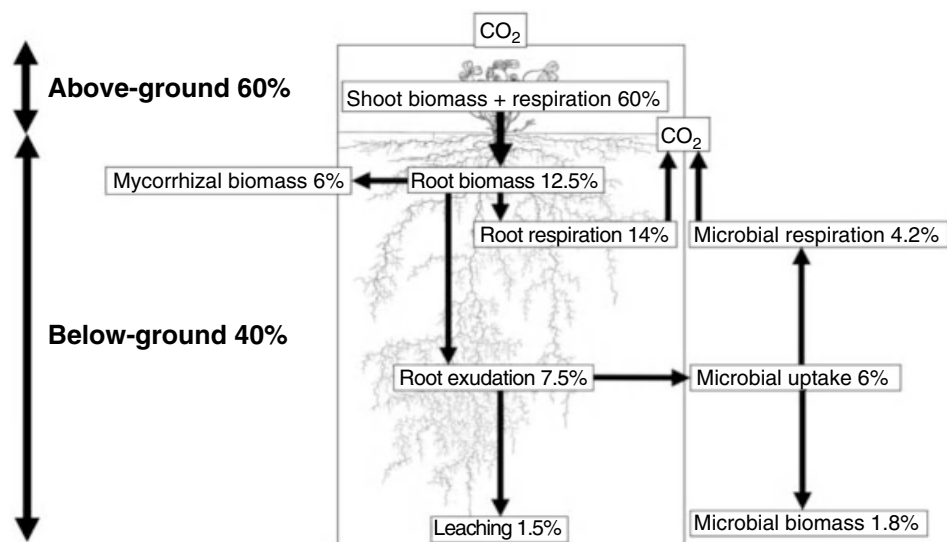 CO2
Above-ground 60%
Shoot biomass + respiration 60%
CO2
Mycorrhizal biomass 6%
Root biomass 12.5%
Root respiration 14%
Microbial respiration 4.2%
Below-ground 40%
Root exudation 7.5%
Microbial uptake 6%
Leaching 1.5%
Microbial biomass 1.8%